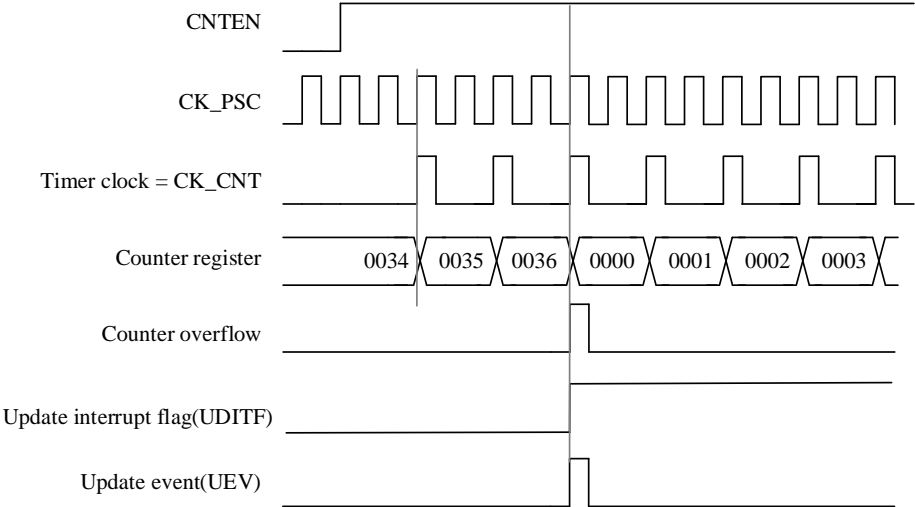 CNTEN
CK_PSC
Timer clock = CK_CNT
Counter register
0034 0035 0036 0000 0001 0002 0003
Counter overflow
Update interrupt flag(UDITF)
Update event(UEV)